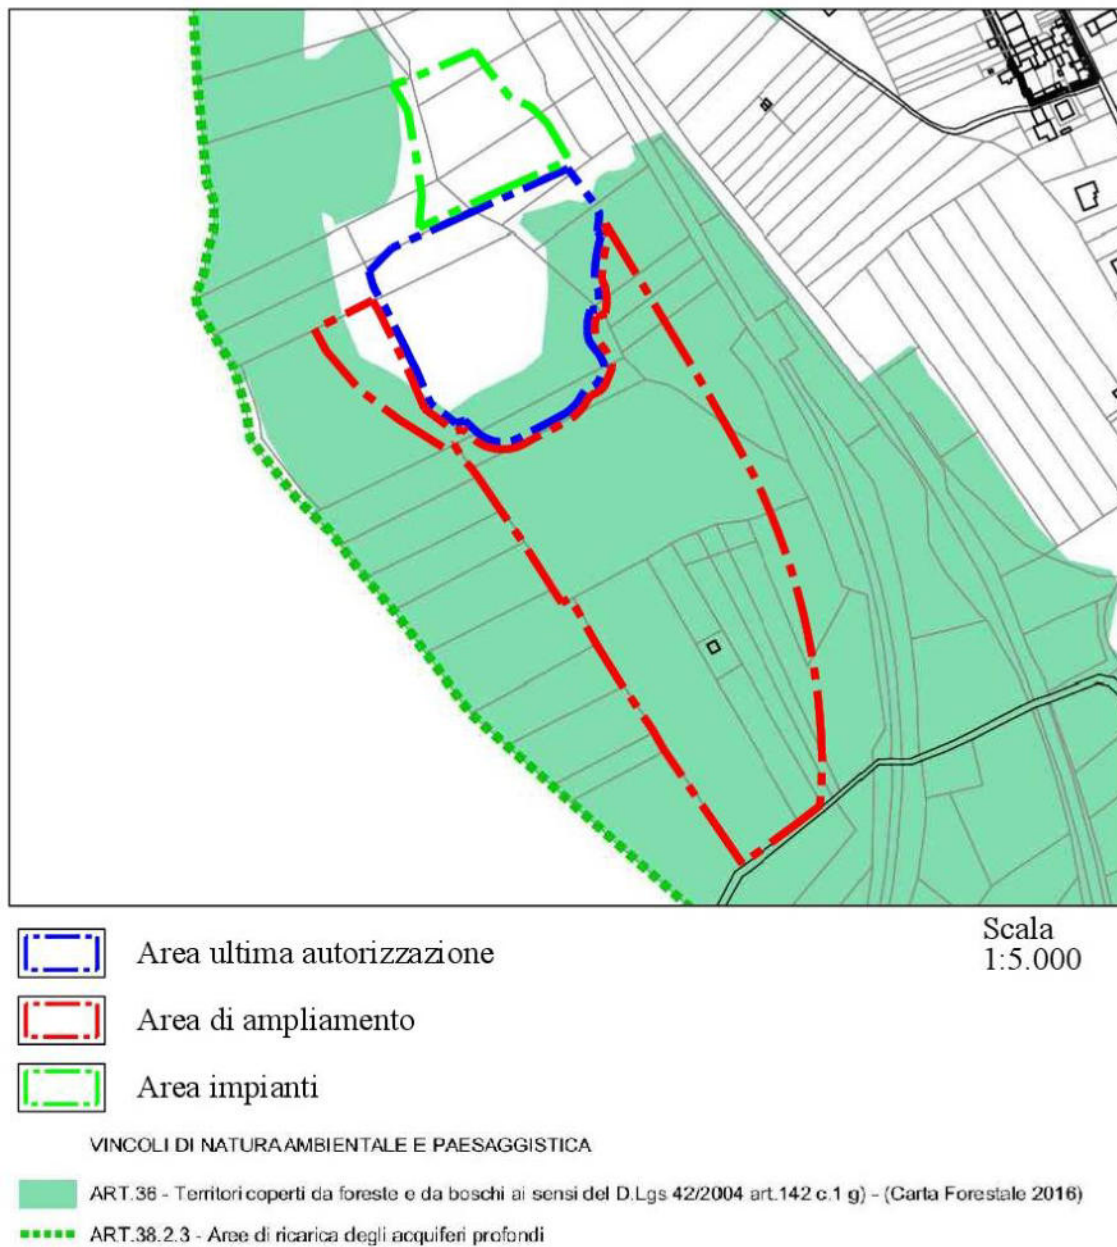 Scala
1:5.000
Area ultima autorizzazione
Area di ampliamento
Area impianti
VINCOLI DI NATURA AMBIENTALE E PAESAGGISTICA
ART.36 - Territori coperti da foreste e da boschi ai sensi del D.Lgs 42/2004 art.142 c.1 g) - (Carta Forestale 2016)
ART.38.2.3 - Aree di ricarica degli acquiferi profondi